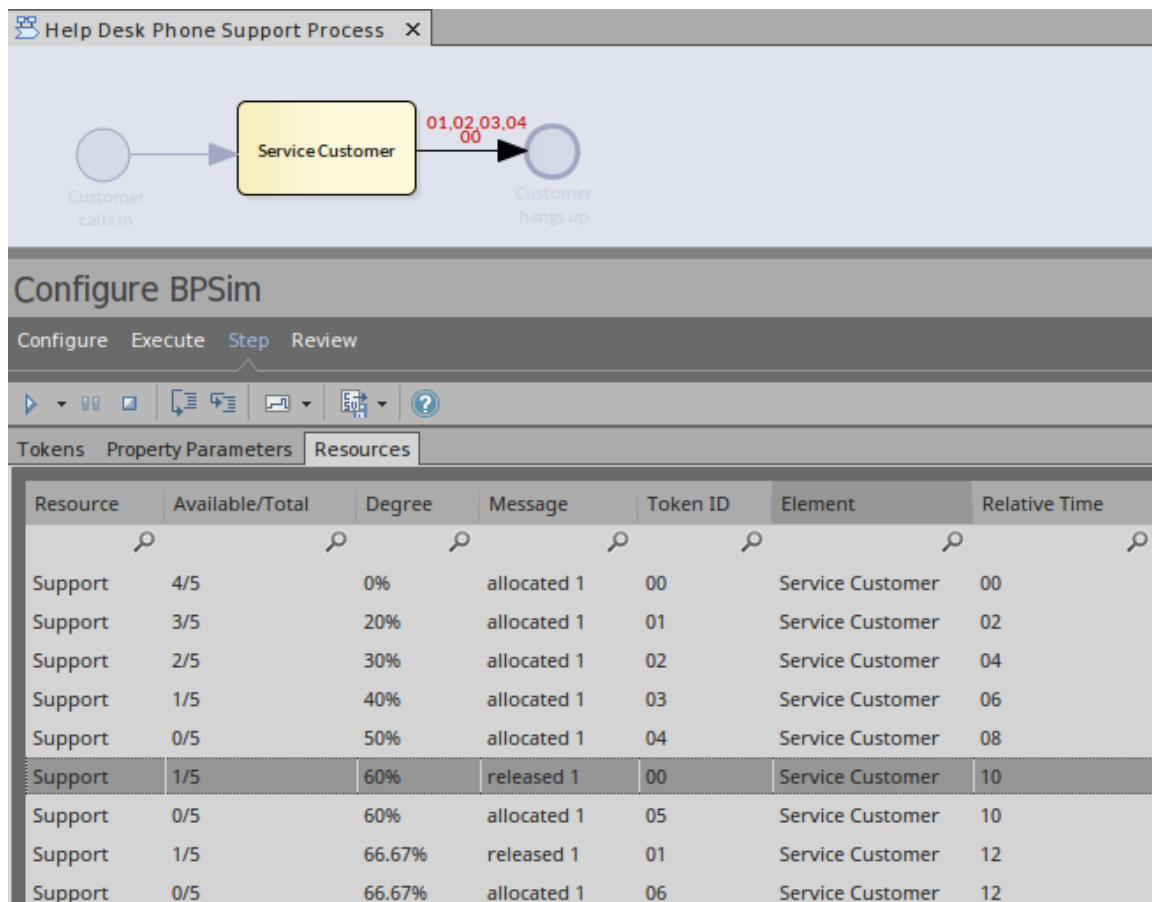 Help Desk Phone Support Process
01,02,03,04
00
Service Customer
Customer
calls in
Customer
hangs up
Configure BPSim
Configure Execute Step Review
Tokens Property Parameters Resources
Resource Available/Total Degree Message Token ID Element Relative Time
Support 4/5 0% allocated 1 00 Service Customer 00
Support 3/5 20% allocated 1 01 Service Customer 02
Support 2/5 30% allocated 1 02 Service Customer 04
Support 1/5 40% allocated 1 03 Service Customer 06
Support 0/5 50% allocated 1 04 Service Customer 08
Support 1/5 60% released 1 00 Service Customer 10
Support 0/5 60% allocated 1 05 Service Customer 10
Support 1/5 66.67% released 1 01 Service Customer 12
Support 0/5 66.67% allocated 1 06 Service Customer 12